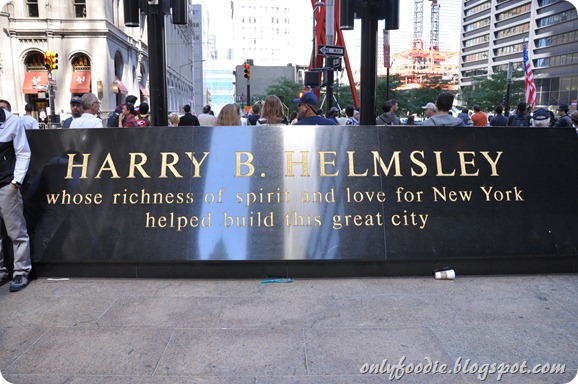 HARRY B. HELMSLEY
whose richness of spirit and love for New York
helped build this great city
onlyfoodie.blogspot.com